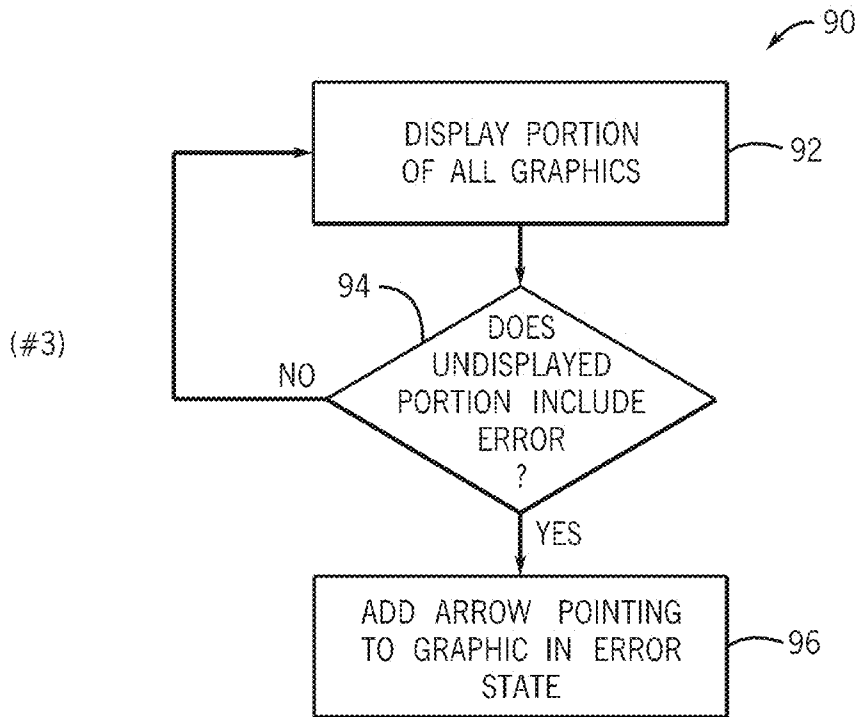 90
DISPLAY PORTION
OF ALL GRAPHICS
92
94
DOES
UNDISPLAYED
PORTION INCLUDE
ERROR
?
(#3)
NO
YES
ADD ARROW POINTING
TO GRAPHIC IN ERROR
STATE
96